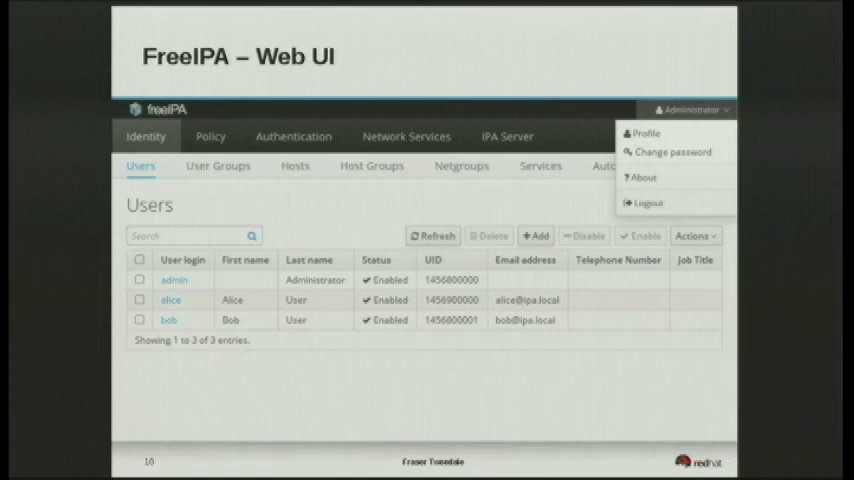 FreeIPA – Web UI
freeIPA Administrator
Identity Policy Authentication Network Services IPA Server
Profile
Change password
About
Logout
Users User Groups Hosts Host Groups Netgroups Services Auto
Users
Search Refresh Delete Add Disable Enable Actions
User login First name Last name Status UID Email address Telephone Number Job Title
admin Administrator Enabled 1456800000
alice Alice User Enabled 1456900000 alice@ipa.local
bob Bob User Enabled 1456800001 bob@ipa.local
Showing 1 to 3 of 3 entries.
10 Fraser Tweedale redhat